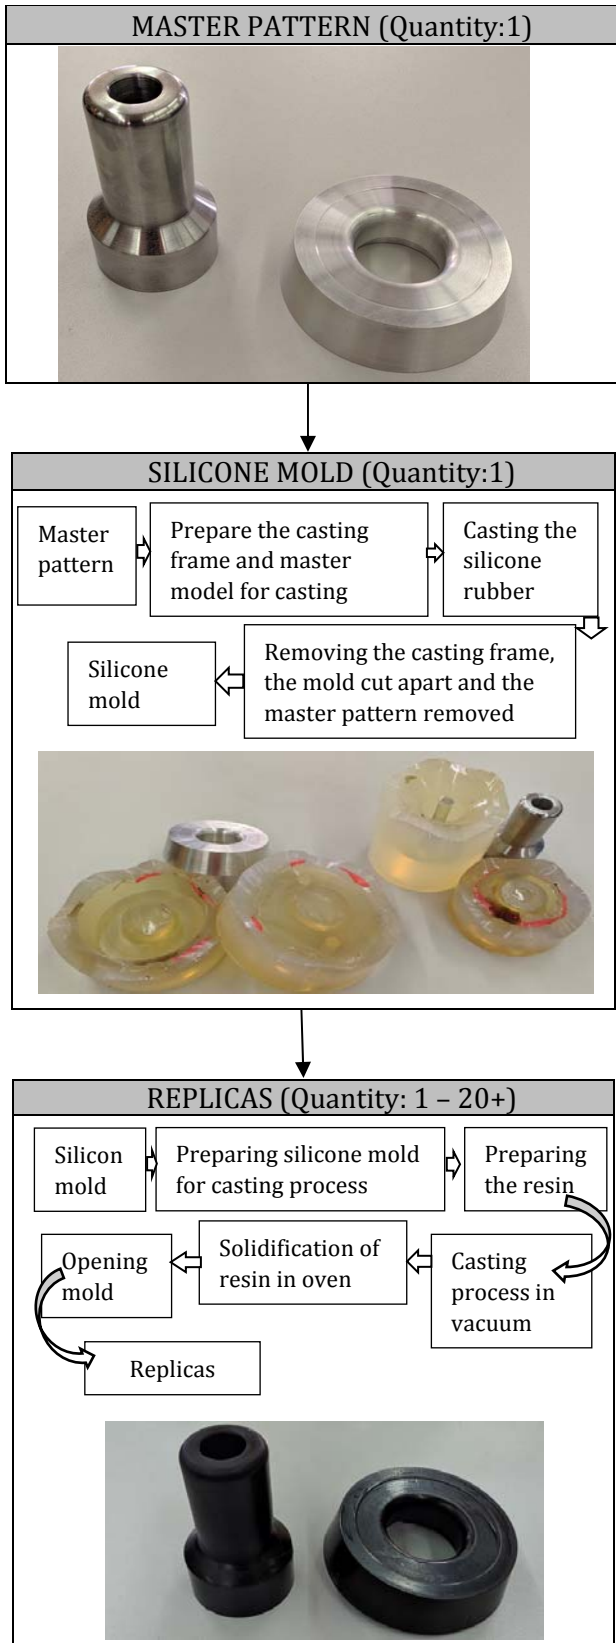 MASTER PATTERN (Quantity:1)
SILICONE MOLD (Quantity:1)
Master
pattern
Prepare the casting
frame and master
model for casting
Casting the
silicone
rubber
Removing the casting frame,
the mold cut apart and the
master pattern removed
Silicone
mold
REPLICAS (Quantity: 1 – 20+)
Silicon
mold
Preparing silicone mold
for casting process
Preparing
the resin
Casting
process in
vacuum
Solidification of
resin in oven
Opening
mold
Replicas